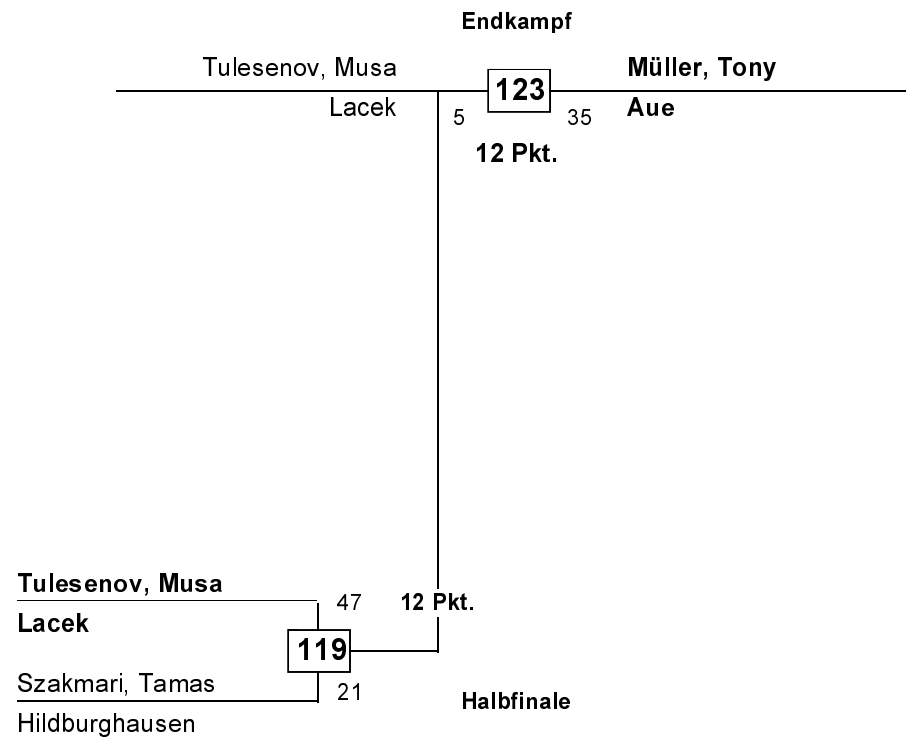 Endkampf
Tulesenov, Musa
Lacek
123
Müller, Tony
Aue
5
35
12 Pkt.
Tulesenov, Musa
Lacek
47
12 Pkt.
119
Szakmari, Tamas
Hildburghausen
21
Halbfinale